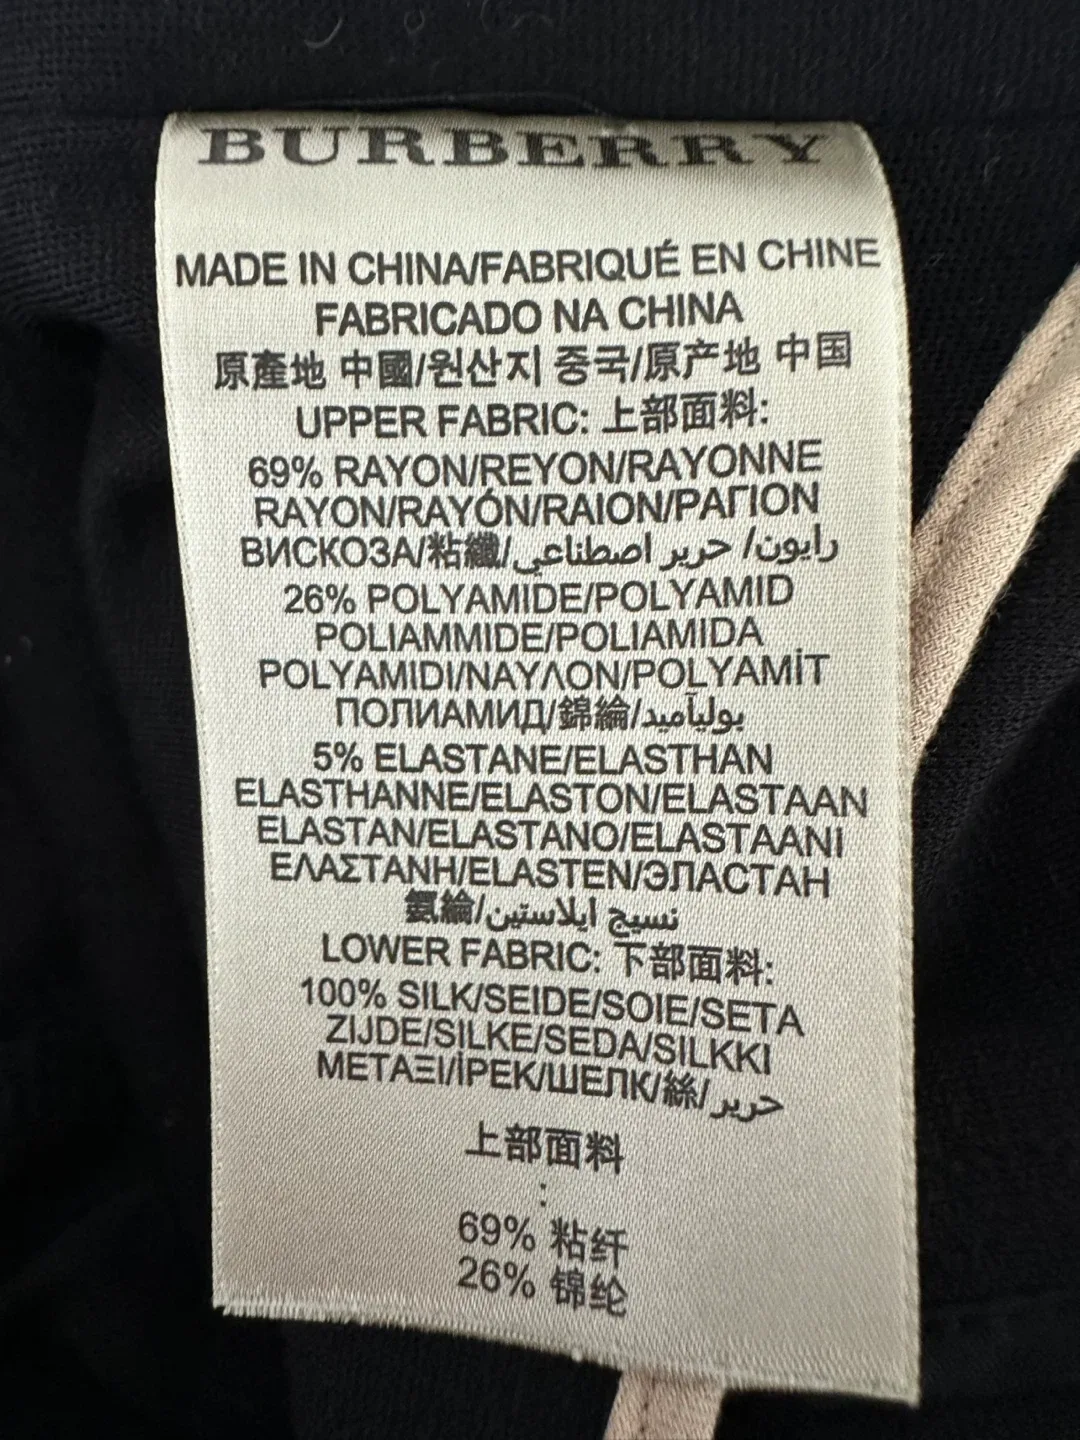 BURBERRY
MADE IN CHINA/FABRIQUÉ EN CHINE
FABRICADO NA CHINA
原產地 中國/원산지 중국/原产地 中国
UPPER FABRIC: 上部面料:
69% RAYON/REYON/RAYONNE
RAYON/RAYÓN/RAION/ΡΑΓΙΟΝ
ВИСКОЗА/粘纖/رايون/ حرير اصطناعي
26% POLYAMIDE/POLYAMID
POLIAMMIDE/POLIAMIDA
POLYAMIDI/ΝΑΥΛΟΝ/POLYAMİT
ПОЛИАМИД/錦綸/بوليآميد
5% ELASTANE/ELASTHAN
ELASTHANNE/ELASTON/ELASTAAN
ELASTAN/ELASTANO/ELASTAANI
ΕΛΑΣΤΑΝΗ/ELASTEN/ЭЛАСТАН
氨綸/نسيج ايلاستين
LOWER FABRIC: 下部面料:
100% SILK/SEIDE/SOIE/SETA
ZIJDE/SILKE/SEDA/SILKKI
ΜΕΤΑΞΙ/İPEK/ШЕЛК/絲/حرير
上部面料
:
69% 粘纤
26% 锦纶